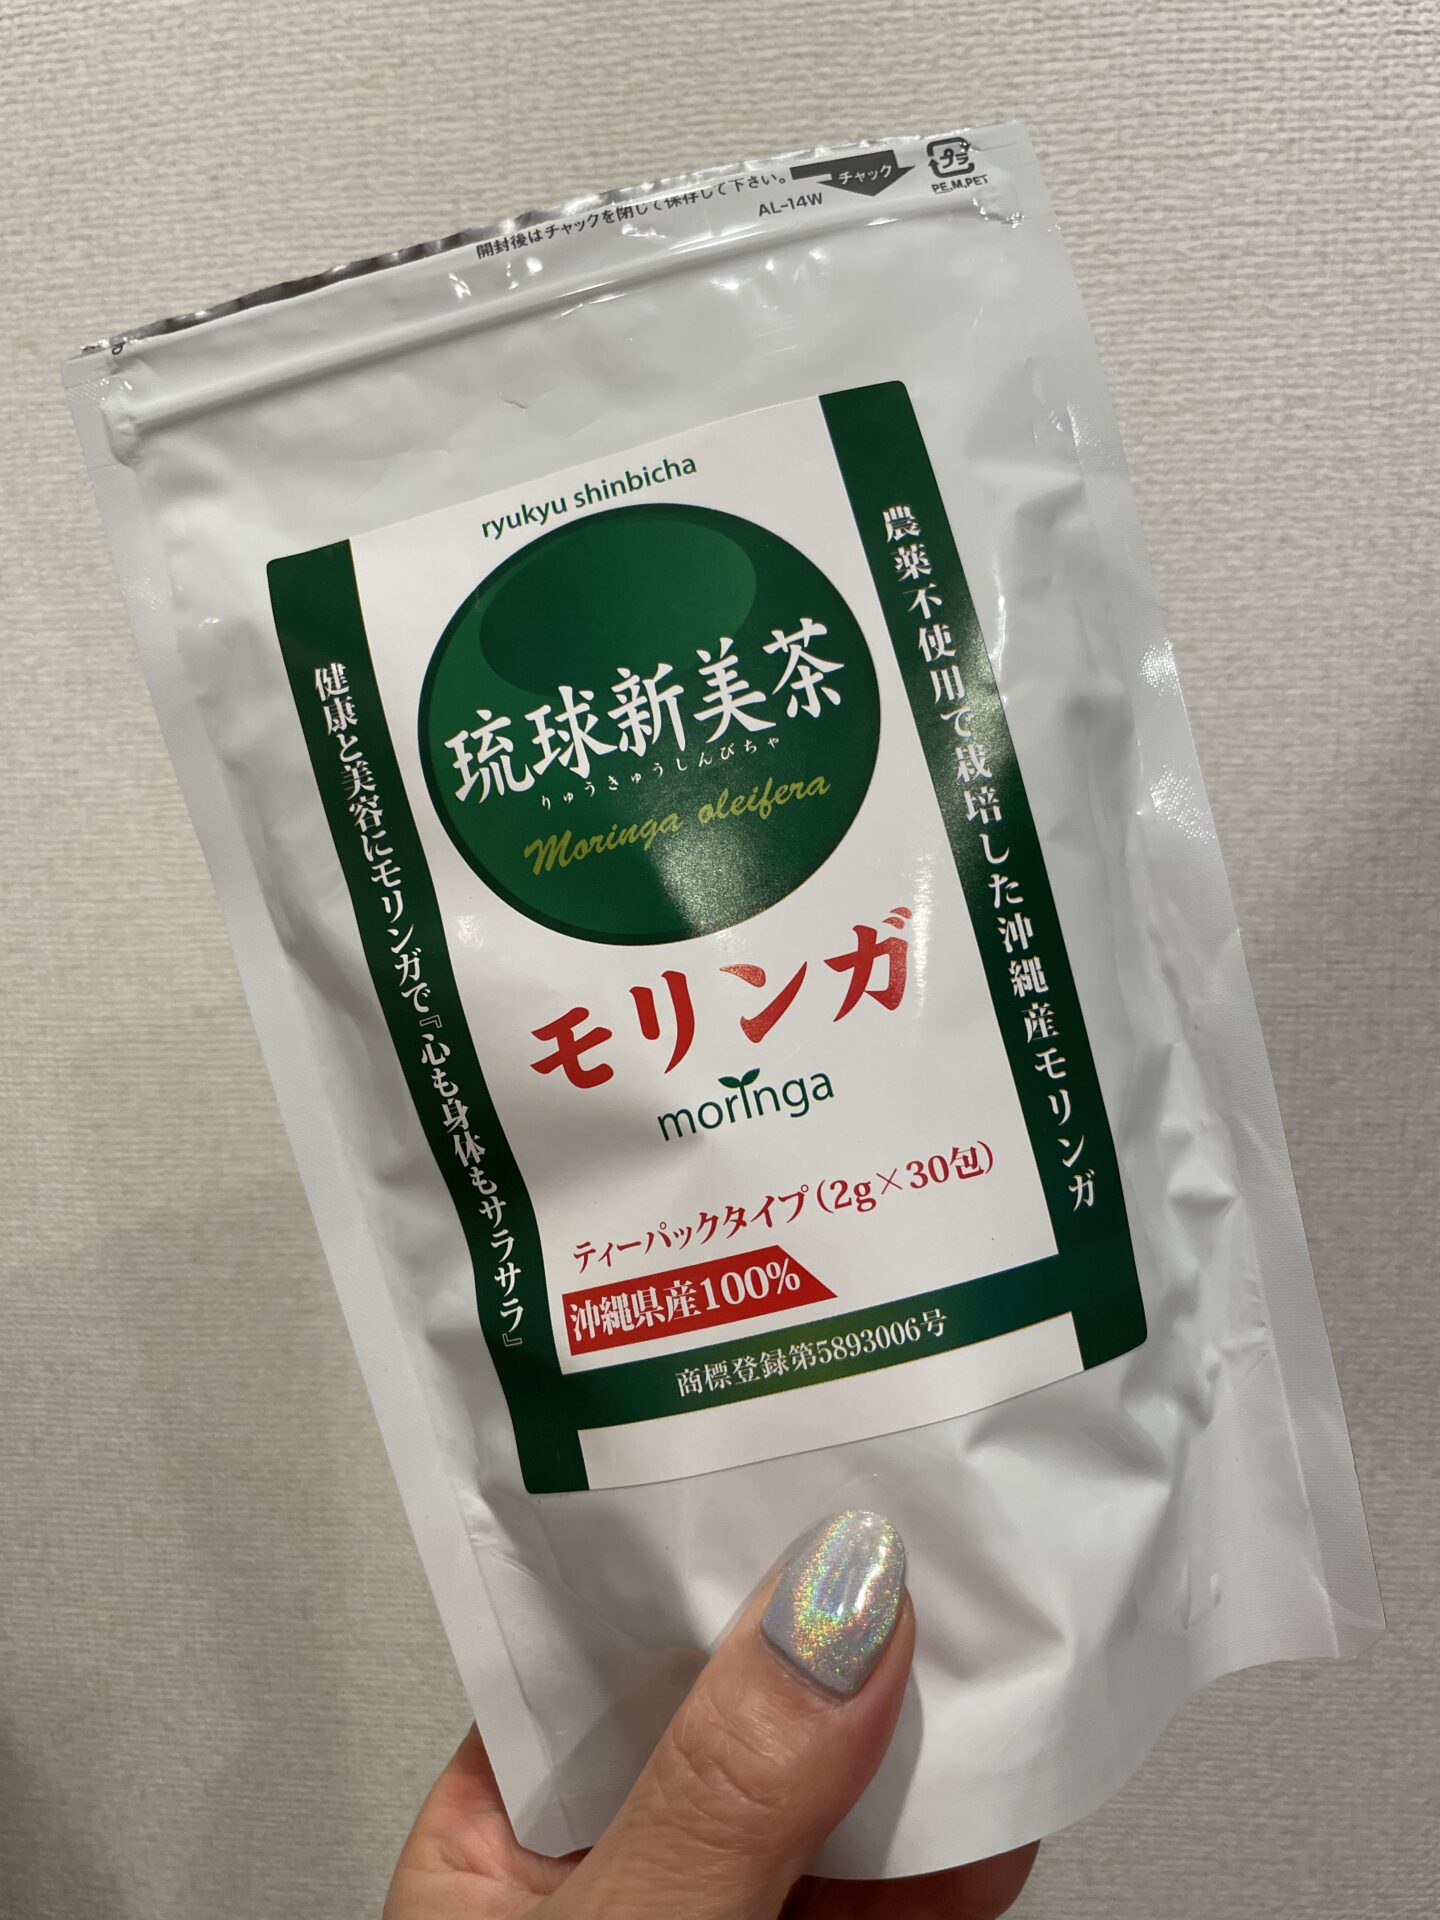 開封後はチャックを閉じて保存して下さい。
チャック
AL-14W
プラ
PE,M,PET
ryukyu shinbicha
琉球新美茶
りゅうきゅうしんびちゃ
Moringa oleifera
モリンガ
moringa
ティーパックタイプ(2g×30包)
沖縄県産100%
商標登録第5893006号
農薬不使用で栽培した沖縄産モリンガ
健康と美容にモリンガで『心も身体もサラサラ』